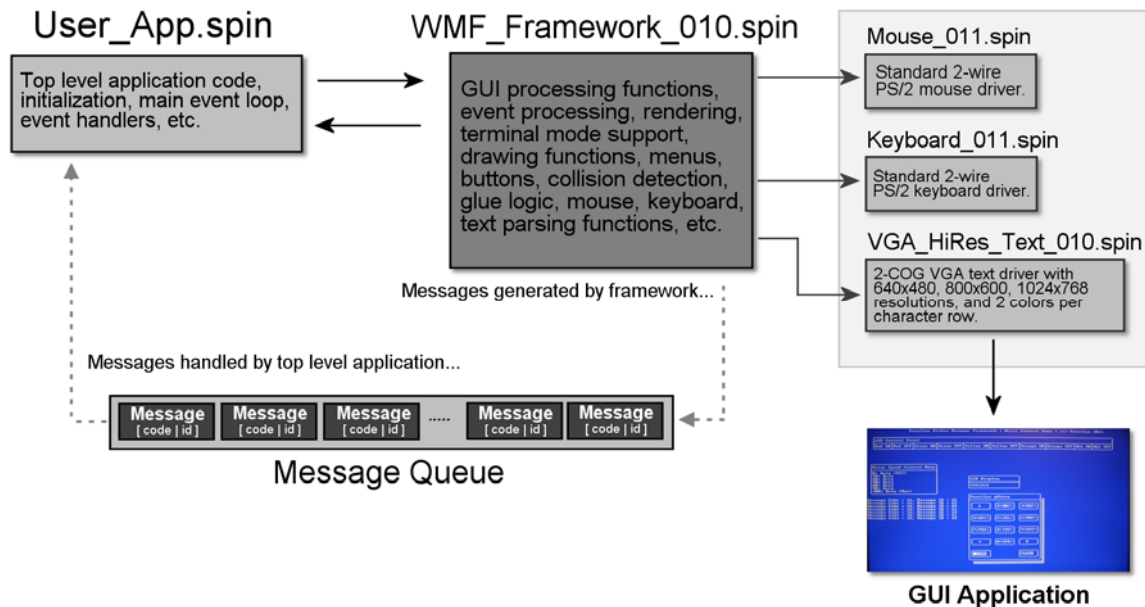 User_App.spin
Top level application code,
initialization, main event loop,
event handlers, etc.
WMF_Framework_010.spin
GUI processing functions,
event processing, rendering,
terminal mode support,
drawing functions, menus,
buttons, collision detection,
glue logic, mouse, keyboard,
text parsing functions, etc.
Mouse_011.spin
Standard 2-wire
PS/2 mouse driver.
Keyboard_011.spin
Standard 2-wire
PS/2 keyboard driver.
VGA_HiRes_Text_010.spin
2-COG VGA text driver with
640x480, 800x600, 1024x768
resolutions, and 2 colors per
character row.
Messages generated by framework...
Messages handled by top level application...
Message
[ code | id ]
Message
[ code | id ]
Message
[ code | id ]
.....
Message
[ code | id ]
Message
[ code | id ]
Message Queue
GUI Application